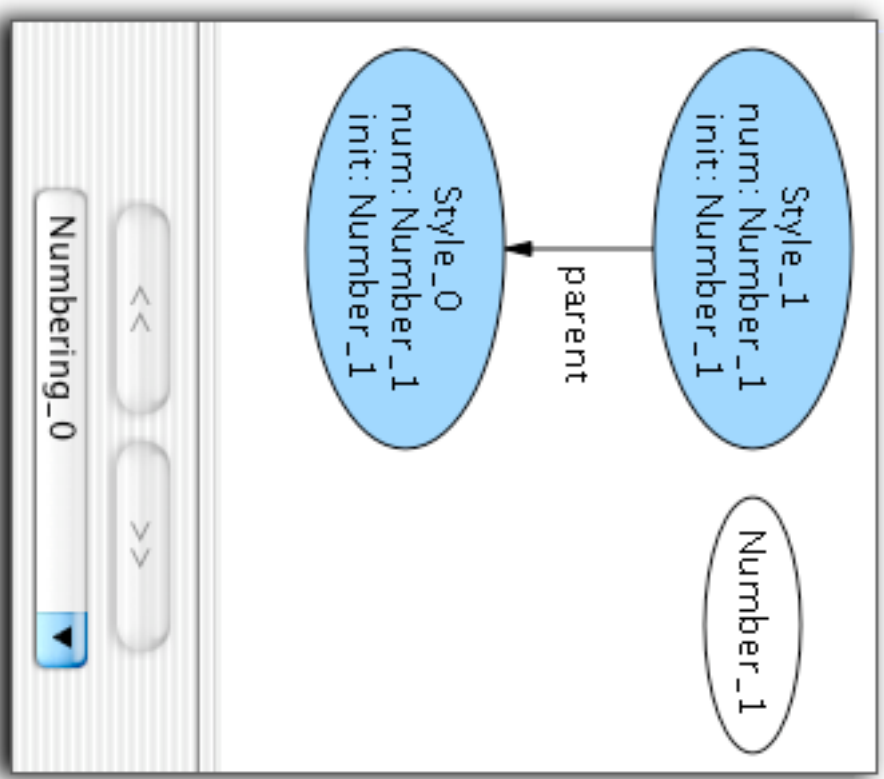 Style_1
num: Number_1
init: Number_1
Number_1
parent
Style_0
num: Number_1
init: Number_1
<< >>
Numbering_0